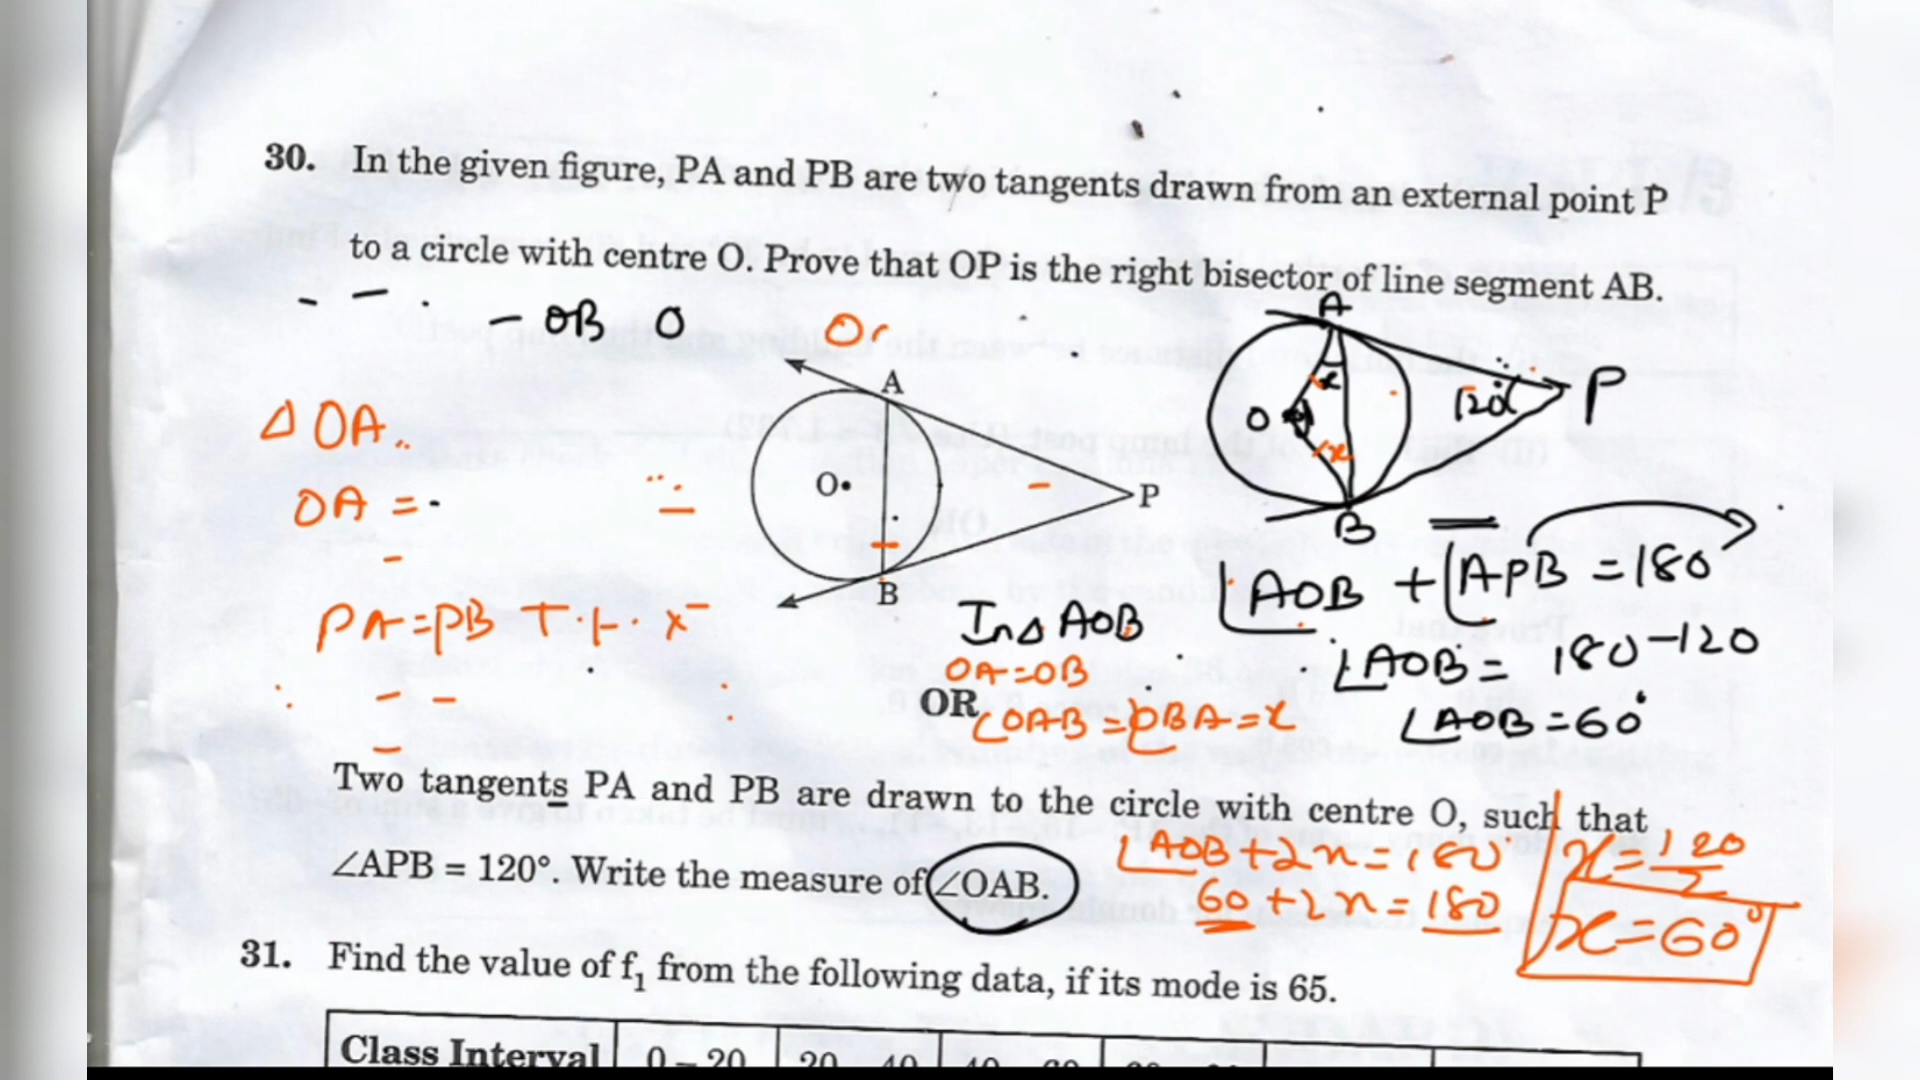 30. In the given figure, PA and PB are two tangents drawn from an external point P
to a circle with centre O. Prove that OP is the right bisector of line segment AB.
OB O
Or
A
O
P
B
A
x
O
120°
P
x
B
Δ OA..
OA =
PA = PB
In Δ AOB
OA = OB
∠OAB = ∠OBA = x
∠AOB + ∠APB = 180
∠AOB = 180 - 120
∠AOB = 60°
OR
Two tangents PA and PB are drawn to the circle with centre O, such that
∠APB = 120°. Write the measure of ∠OAB.
∠AOB + 2x = 180
60 + 2x = 180
x = 120/2
x = 60°
31. Find the value of f₁ from the following data, if its mode is 65.
Class Interval 0 – 20